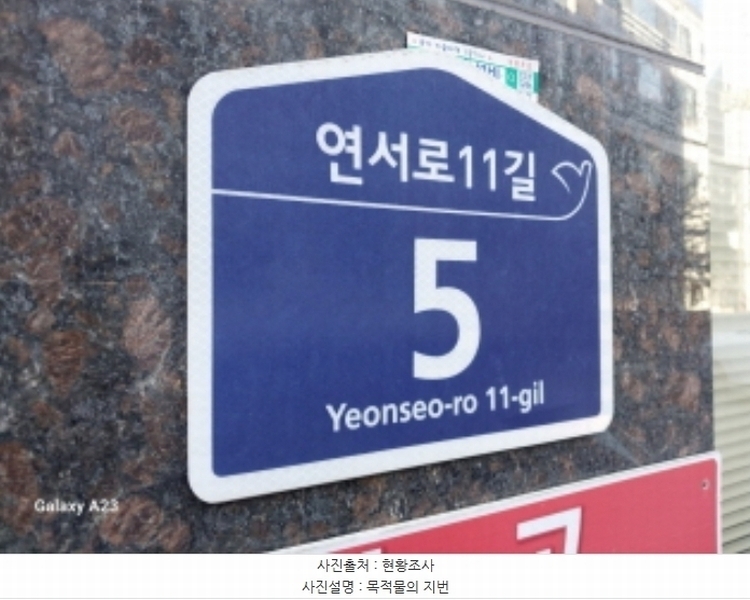 연서로11길
5
Yeonseo-ro 11-gil
Galaxy A23
사진출처 : 현황조사
사진설명 : 목적물의 지번